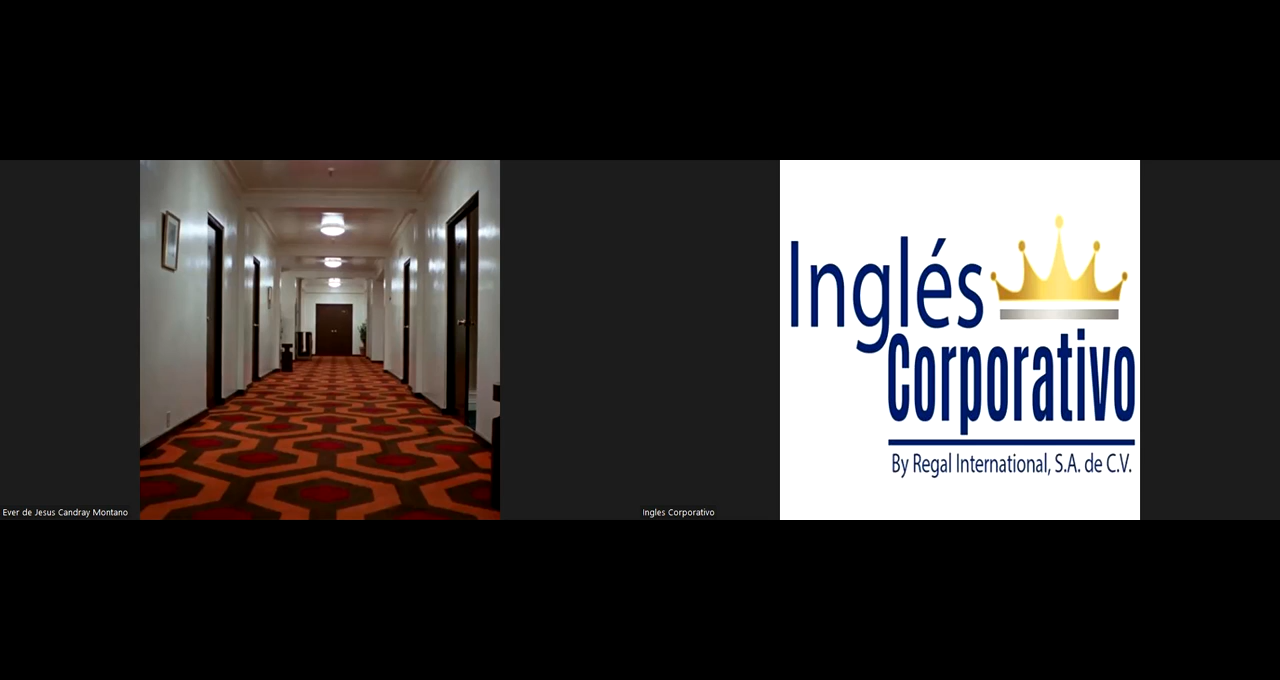 Inglés
Corporativo
By Regal International, S.A. de C.V.
Ever de Jesus Candray Montano
Ingles Corporativo